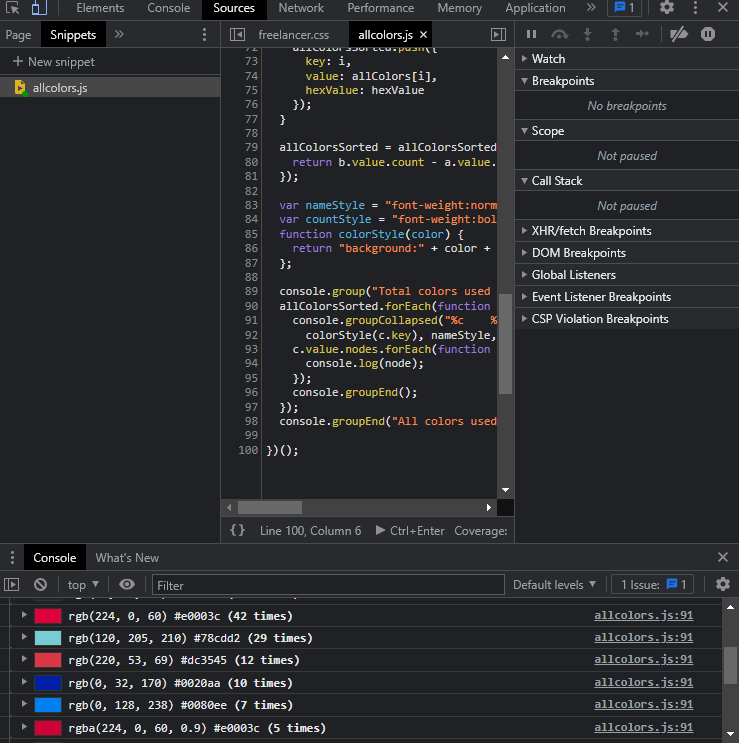 Elements Console Sources Network Performance Memory Application » 1
Page Snippets » freelancer.css allcolors.js ×
+ New snippet
allcolors.js
72 allColorsSorted.push({
73 key: i,
74 value: allColors[i],
75 hexValue: hexValue
76 });
77 }
78
79 allColorsSorted = allColorsSorted
80 return b.value.count - a.value.
81 });
82
83 var nameStyle = "font-weight:norm
84 var countStyle = "font-weight:bol
85 function colorStyle(color) {
86 return "background:" + color +
87 };
88
89 console.group("Total colors used
90 allColorsSorted.forEach(function
91 console.groupCollapsed("%c %
92 colorStyle(c.key), nameStyle,
93 c.value.nodes.forEach(function
94 console.log(node);
95 });
96 console.groupEnd();
97 });
98 console.groupEnd("All colors used
99
100 })();
{} Line 100, Column 6 Ctrl+Enter Coverage:
Watch
Breakpoints
No breakpoints
Scope
Not paused
Call Stack
Not paused
XHR/fetch Breakpoints
DOM Breakpoints
Global Listeners
Event Listener Breakpoints
CSP Violation Breakpoints
Console What's New
top Filter Default levels 1 Issue: 1
rgb(224, 0, 60) #e0003c (42 times) allcolors.js:91
rgb(120, 205, 210) #78cdd2 (29 times) allcolors.js:91
rgb(220, 53, 69) #dc3545 (12 times) allcolors.js:91
rgb(0, 32, 170) #0020aa (10 times) allcolors.js:91
rgb(0, 128, 238) #0080ee (7 times) allcolors.js:91
rgba(224, 0, 60, 0.9) #e0003c (5 times) allcolors.js:91